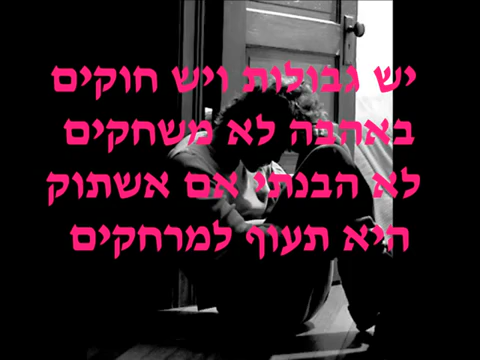 יש גבולות ויש חוקים
באהבה לא משחקים
לא הבנתי אם אשתוק
היא תעוף למרחקים